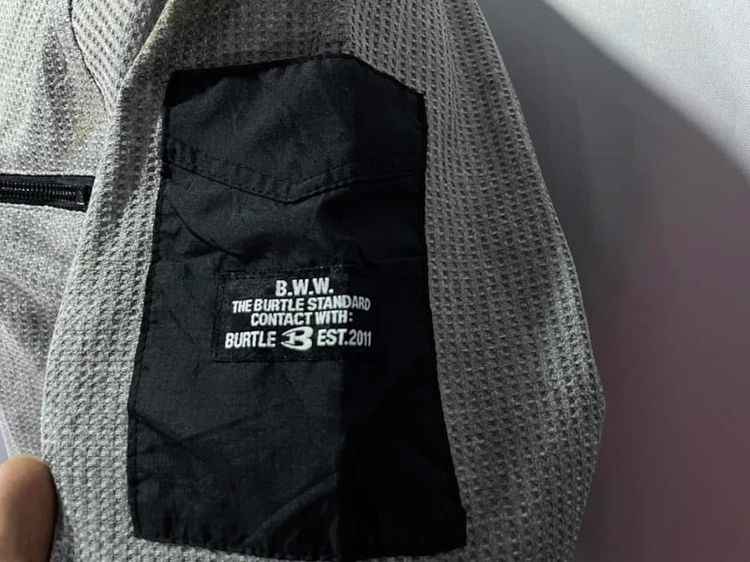 B.W.W.
THE BURTLE STANDARD
CONTACT WITH:
BURTLE B EST.2011